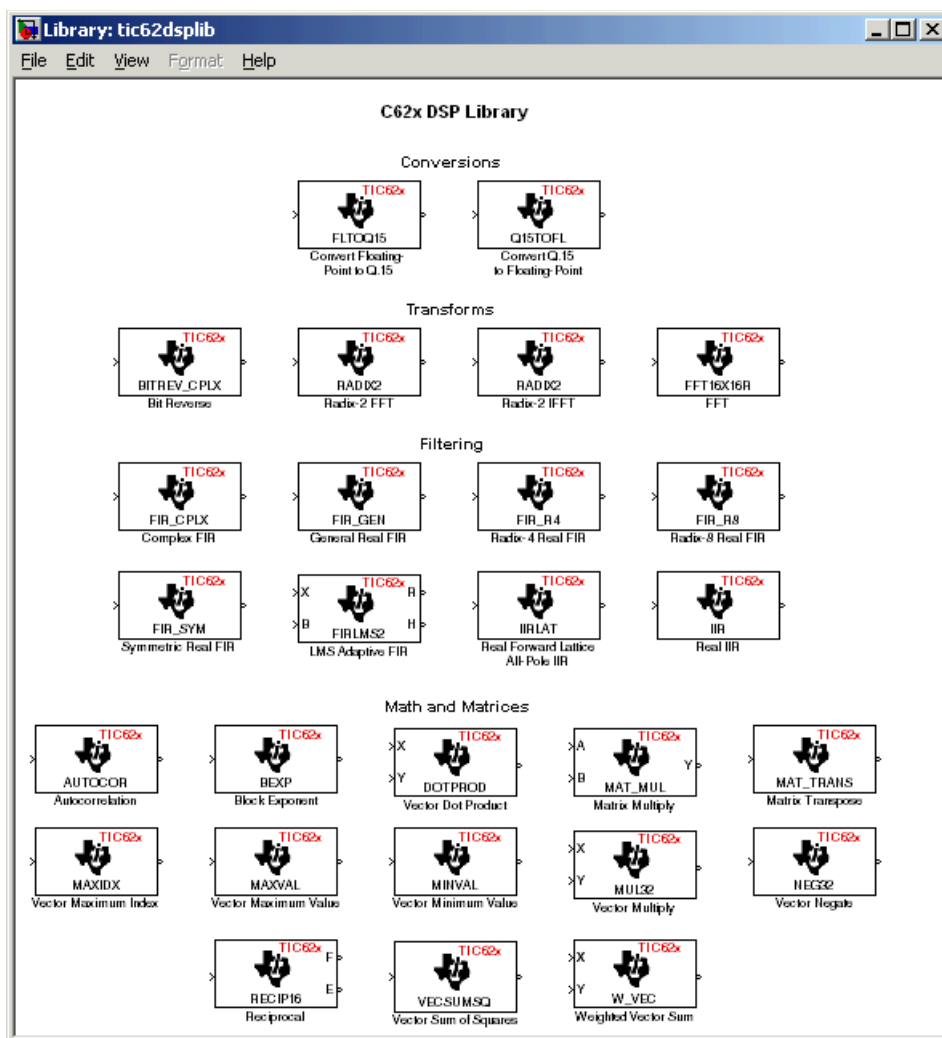 Library: tic62dsplib
File Edit View Format Help
C62x DSP Library
Conversions
TIC62x TIC62x
FLTOQ15 Q15TOFL
Convert Floating- Convert Q.15
Point to Q.15 to Floating-Point
Transforms
TIC62x TIC62x TIC62x TIC62x
BITREV_CPLX RADIX2 RADIX2 FFT16X16R
Bit Reverse Radix-2 FFT Radix-2 IFFT FFT
Filtering
TIC62x TIC62x TIC62x TIC62x
FIR_CPLX FIR_GEN FIR_R4 FIR_R8
Complex FIR General Real FIR Radix-4 Real FIR Radix-8 Real FIR
TIC62x TIC62x TIC62x TIC62x
X R
B H
FIR_SYM FIRLMS2 IIRLAT IIR
Symmetric Real FIR LMS Adaptive FIR Real Forward Lattice Real IIR
All-Pole IIR
Math and Matrices
TIC62x TIC62x TIC62x TIC62x TIC62x
X A Y
Y B
AUTOCOR BEXP DOTPROD MAT_MUL MAT_TRANS
Autocorrelation Block Exponent Vector Dot Product Matrix Multiply Matrix Transpose
TIC62x TIC62x TIC62x TIC62x TIC62x
X
Y
MAXIDX MAXVAL MINVAL MUL32 NEG32
Vector Maximum Index Vector Maximum Value Vector Minimum Value Vector Multiply Vector Negate
TIC62x TIC62x TIC62x
F X
E Y
RECIP16 VECSUMSQ W_VEC
Reciprocal Vector Sum of Squares Weighted Vector Sum